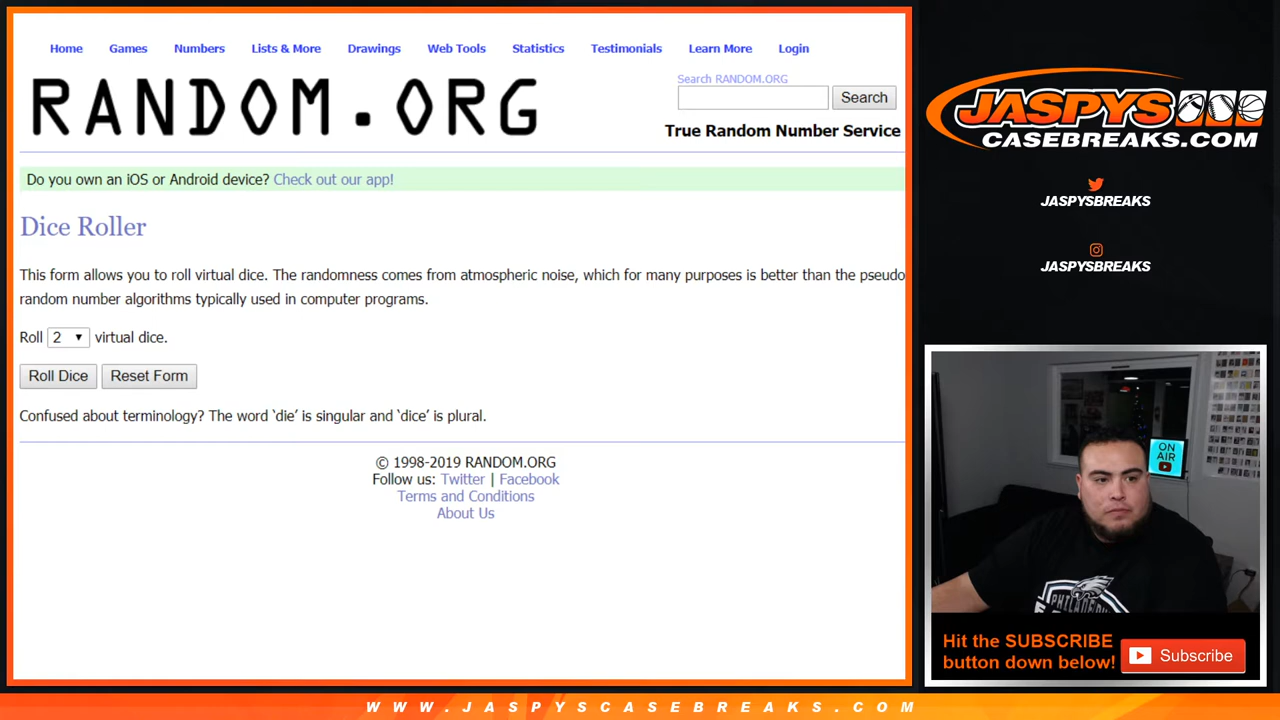 Home Games Numbers Lists & More Drawings Web Tools Statistics Testimonials Learn More Login
RANDOM.ORG
Search RANDOM.ORG
Search
True Random Number Service
Do you own an iOS or Android device? Check out our app!
Dice Roller
This form allows you to roll virtual dice. The randomness comes from atmospheric noise, which for many purposes is better than the pseudo
random number algorithms typically used in computer programs.
Roll 2 virtual dice.
Roll Dice Reset Form
Confused about terminology? The word ‘die’ is singular and ‘dice’ is plural.
© 1998-2019 RANDOM.ORG
Follow us: Twitter | Facebook
Terms and Conditions
About Us
JASPYS
CASEBREAKS.COM
JASPYSBREAKS
JASPYSBREAKS
ON
AIR
PHILADELPH
Hit the SUBSCRIBE
button down below!
Subscribe
WWW.JASPYSCASEBREAKS.COM